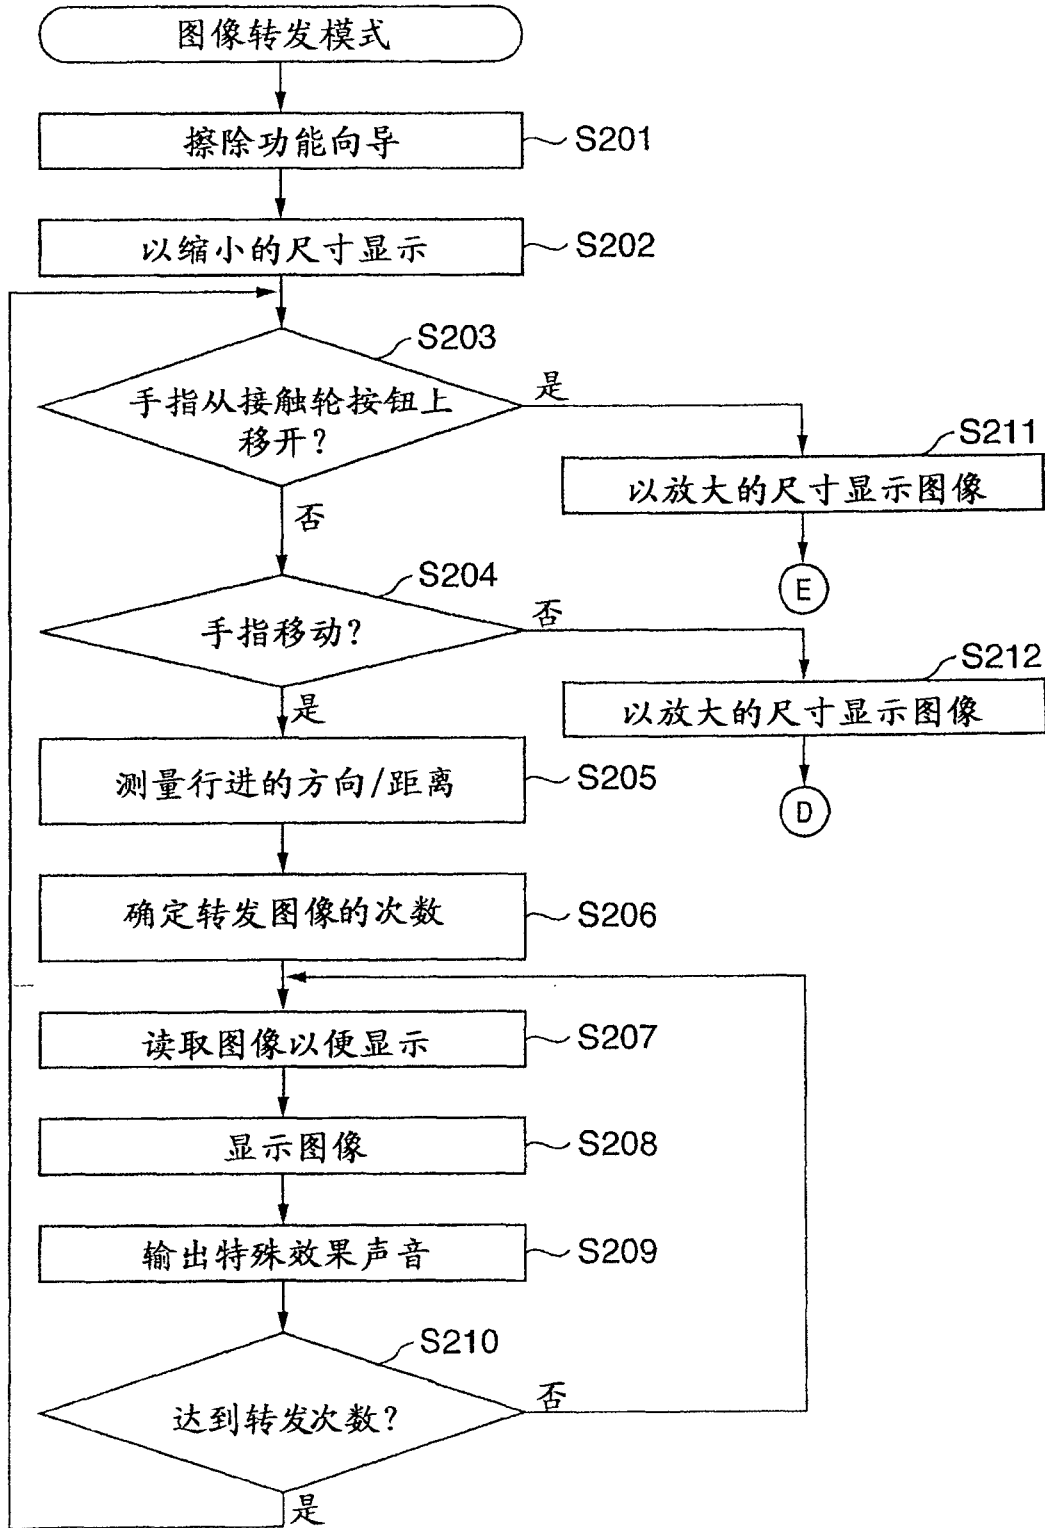 图像转发模式
擦除功能向导
S201
以缩小的尺寸显示
S202
S203
手指从接触轮按钮上
移开?
是
否
S211
以放大的尺寸显示图像
E
S204
手指移动?
否
是
S212
以放大的尺寸显示图像
D
测量行进的方向/距离
S205
确定转发图像的次数
S206
读取图像以便显示
S207
显示图像
S208
输出特殊效果声音
S209
S210
达到转发次数?
否
是